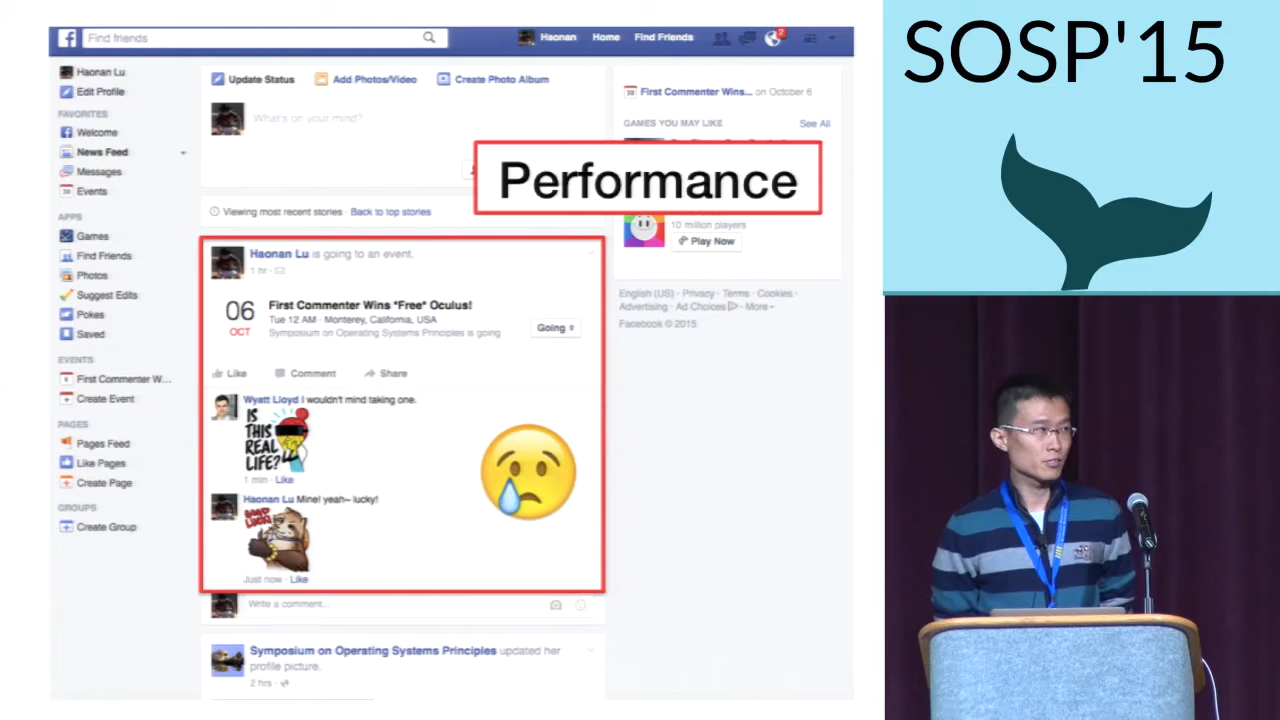 Find friends
Haonan
Home
Find Friends
2
SOSP'15
Haonan Lu
Edit Profile
FAVORITES
Welcome
News Feed
Messages
Events
APPS
Games
Find Friends
Photos
Suggest Edits
Pokes
Saved
EVENTS
First Commenter W...
Create Event
PAGES
Pages Feed
Like Pages
Create Page
GROUPS
Create Group
Update Status
Add Photos/Video
Create Photo Album
What's on your mind?
Performance
Viewing most recent stories · Back to top stories
Haonan Lu is going to an event.
1 hr ·
06
OCT
First Commenter Wins *Free* Oculus!
Tue 12 AM · Monterey, California, USA
Symposium on Operating Systems Principles is going
Going
Like
Comment
Share
Wyatt Lloyd I wouldn't mind taking one.
IS
THIS
REAL
LIFE?
1 min · Like
Haonan Lu Mine! yeah~ lucky!
Just now · Like
Write a comment...
Symposium on Operating Systems Principles updated her
profile picture.
2 hrs ·
First Commenter Wins... on October 6
GAMES YOU MAY LIKE
See All
10 million players
Play Now
English (US) · Privacy · Terms · Cookies ·
Advertising · Ad Choices · More
Facebook © 2015